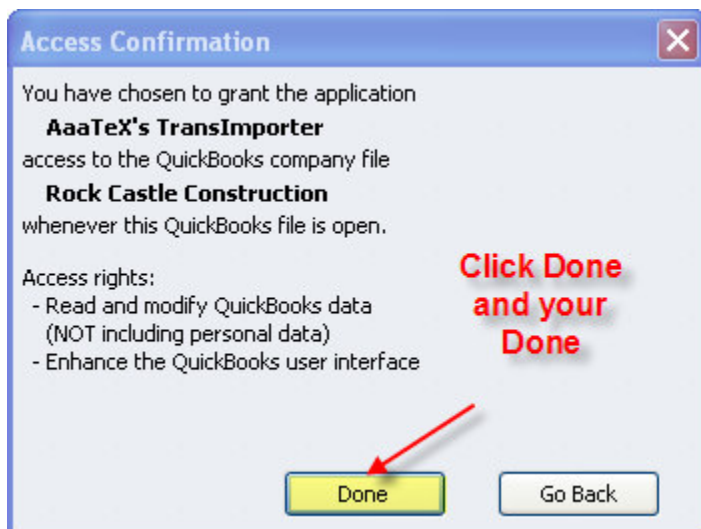 Access Confirmation
You have chosen to grant the application
AaaTeX's TransImporter
access to the QuickBooks company file
Rock Castle Construction
whenever this QuickBooks file is open.
Access rights:
- Read and modify QuickBooks data
(NOT including personal data)
- Enhance the QuickBooks user interface
Click Done
and your
Done
Done
Go Back